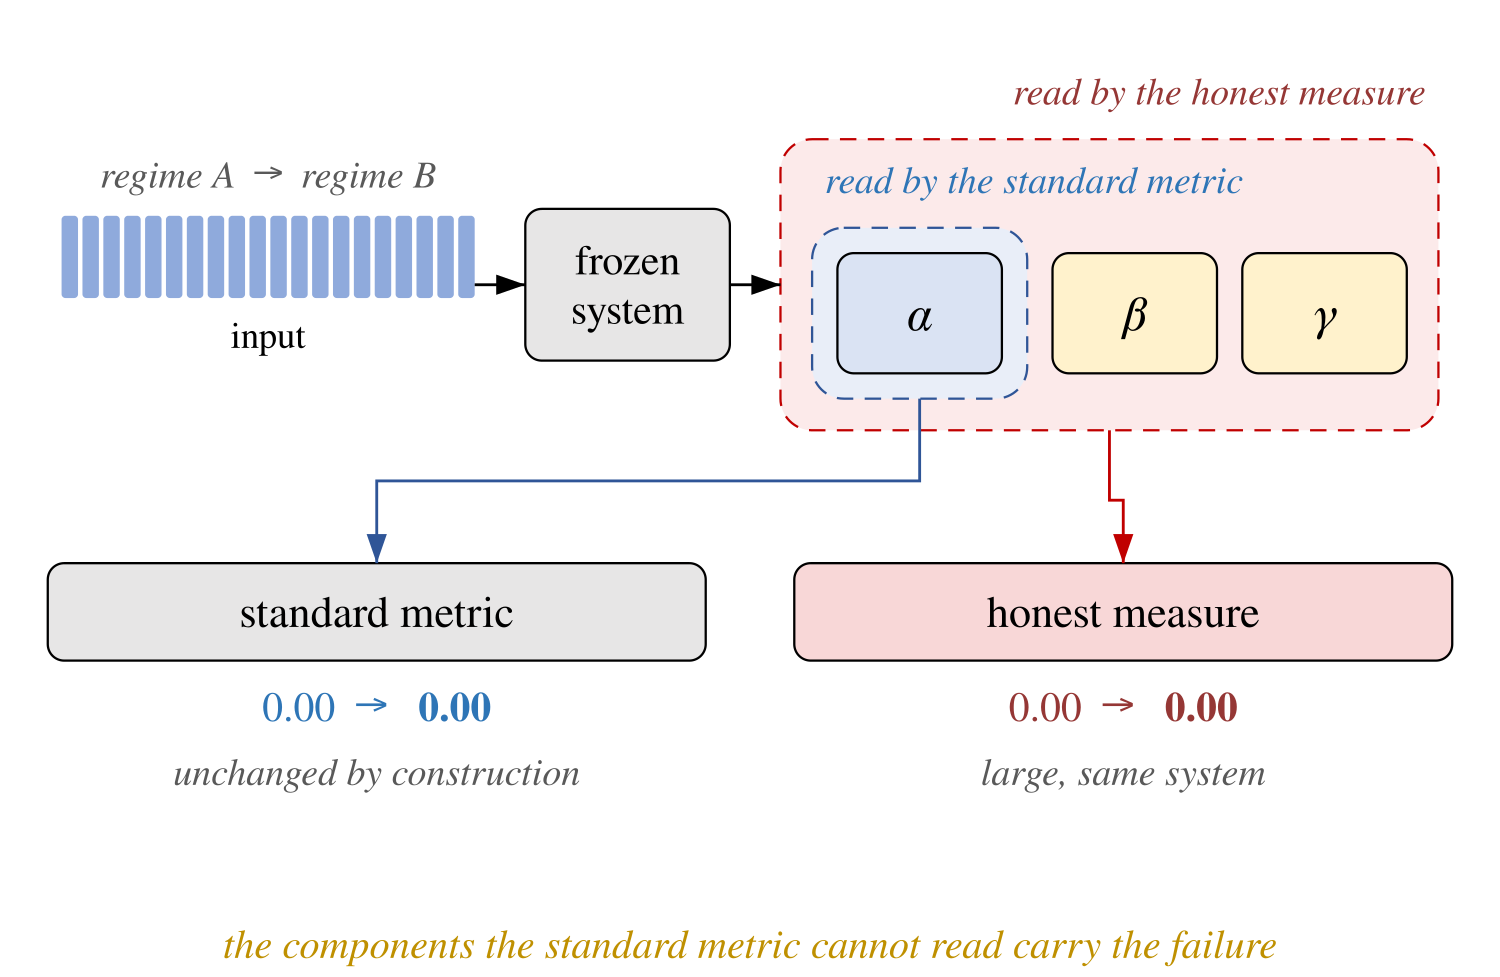 read by the honest measure
regime A → regime B
read by the standard metric
input
frozen
system
α
β
γ
standard metric
honest measure
0.00 → 0.00
0.00 → 0.00
unchanged by construction
large, same system
the components the standard metric cannot read carry the failure